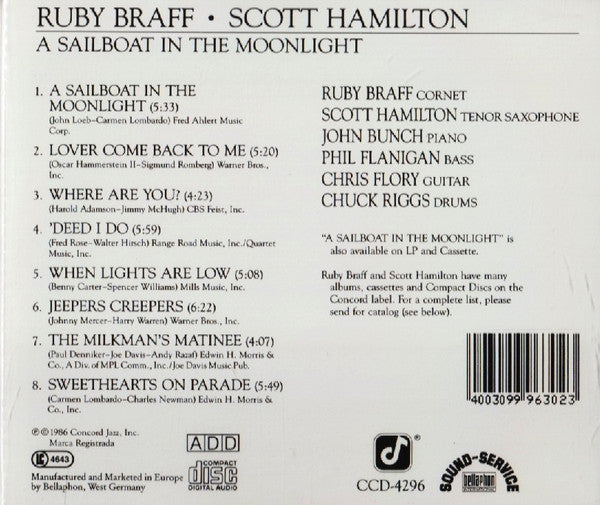 RUBY BRAFF • SCOTT HAMILTON
A SAILBOAT IN THE MOONLIGHT
1. A SAILBOAT IN THE
MOONLIGHT (5:33)
(John Loeb-Carmen Lombardo) Fred Ahlert Music
Corp.
2. LOVER COME BACK TO ME (5:20)
(Oscar Hammerstein II-Sigmund Romberg) Warner Bros.,
Inc.
3. WHERE ARE YOU? (4:23)
(Harold Adamson-Jimmy McHugh) CBS Feist, Inc.
4. 'DEED I DO (5:59)
(Fred Rose-Walter Hirsch) Range Road Music, Inc./Quartet
Music, Inc.
5. WHEN LIGHTS ARE LOW (5:08)
(Benny Carter-Spencer Williams) Mills Music, Inc.
6. JEEPERS CREEPERS (6:22)
(Johnny Mercer-Harry Warren) Warner Bros., Inc.
7. THE MILKMAN'S MATINEE (4:07)
(Paul Denniker-Joe Davis-Andy Razaf) Edwin H. Morris &
Co., A Div. of MPL Comm., Inc./Joe Davis Music Pub.
8. SWEETHEARTS ON PARADE (5:49)
(Carmen Lombardo-Charles Newman) Edwin H. Morris &
Co., Inc.
℗ © 1986 Concord Jazz, Inc.
Marca Registrada
LC 4643
Manufactured and Marketed in Europe
by Bellaphon, West Germany
ADD
COMPACT
disc
DIGITAL AUDIO
RUBY BRAFF CORNET
SCOTT HAMILTON TENOR SAXOPHONE
JOHN BUNCH PIANO
PHIL FLANIGAN BASS
CHRIS FLORY GUITAR
CHUCK RIGGS DRUMS
"A SAILBOAT IN THE MOONLIGHT" is
also available on LP and Cassette.
Ruby Braff and Scott Hamilton have many
albums, cassettes and Compact Discs on the
Concord label. For a complete list, please
send for catalog (see below).
4003099 963023
CCD-4296
SOUND-SERVICE
bellaphon